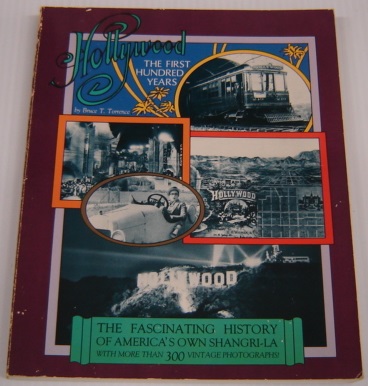 Hollywood
THE FIRST
HUNDRED
YEARS
by Bruce T. Torrence
HOLLYWOOD
HOLLYWOOD
THE FASCINATING HISTORY
OF AMERICA'S OWN SHANGRI-LA
WITH MORE THAN 300 VINTAGE PHOTOGRAPHS!